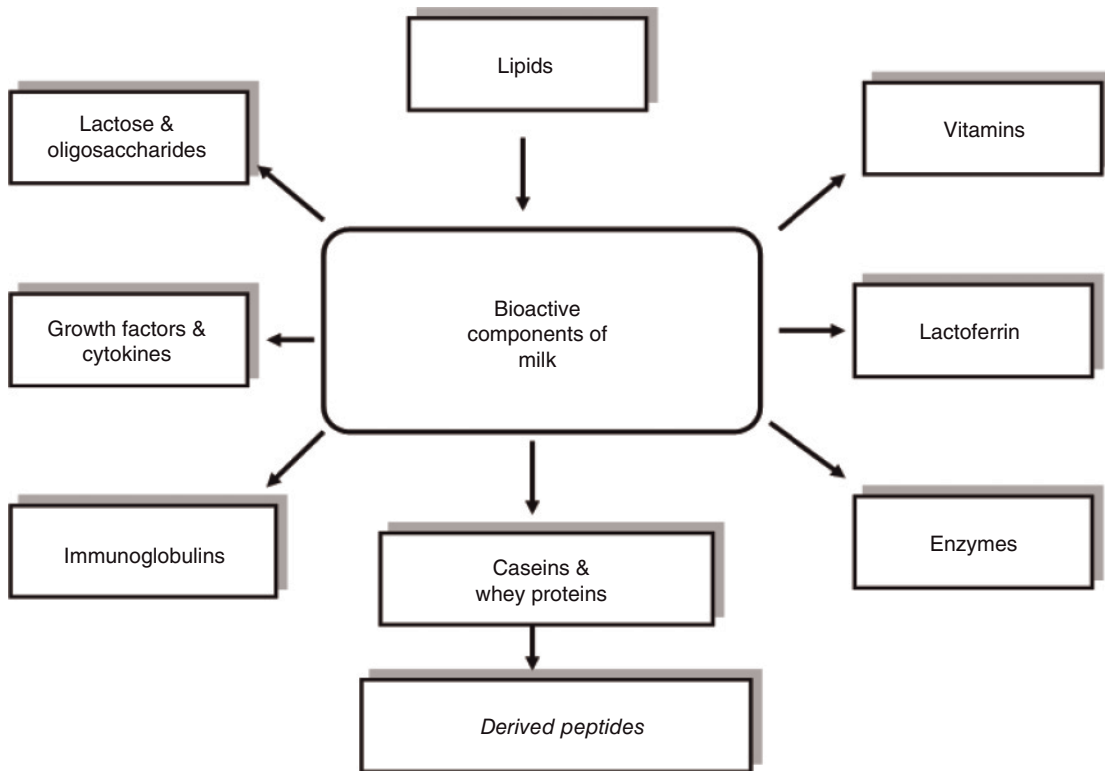 Lipids
Lactose &
oligosaccharides
Vitamins
Bioactive
components of
milk
Growth factors &
cytokines
Lactoferrin
Immunoglobulins
Caseins &
whey proteins
Enzymes
Derived peptides